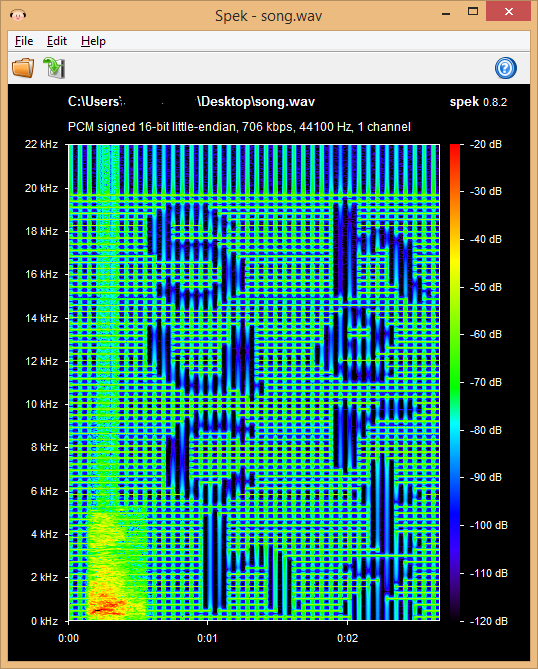 Spek - song.wav
File Edit Help
C:\Users\ \Desktop\song.wav
spek 0.8.2
PCM signed 16-bit little-endian, 706 kbps, 44100 Hz, 1 channel
22 kHz
20 kHz
18 kHz
16 kHz
14 kHz
12 kHz
10 kHz
8 kHz
6 kHz
4 kHz
2 kHz
0 kHz
0:00 0:01 0:02
-20 dB
-30 dB
-40 dB
-50 dB
-60 dB
-70 dB
-80 dB
-90 dB
-100 dB
-110 dB
-120 dB